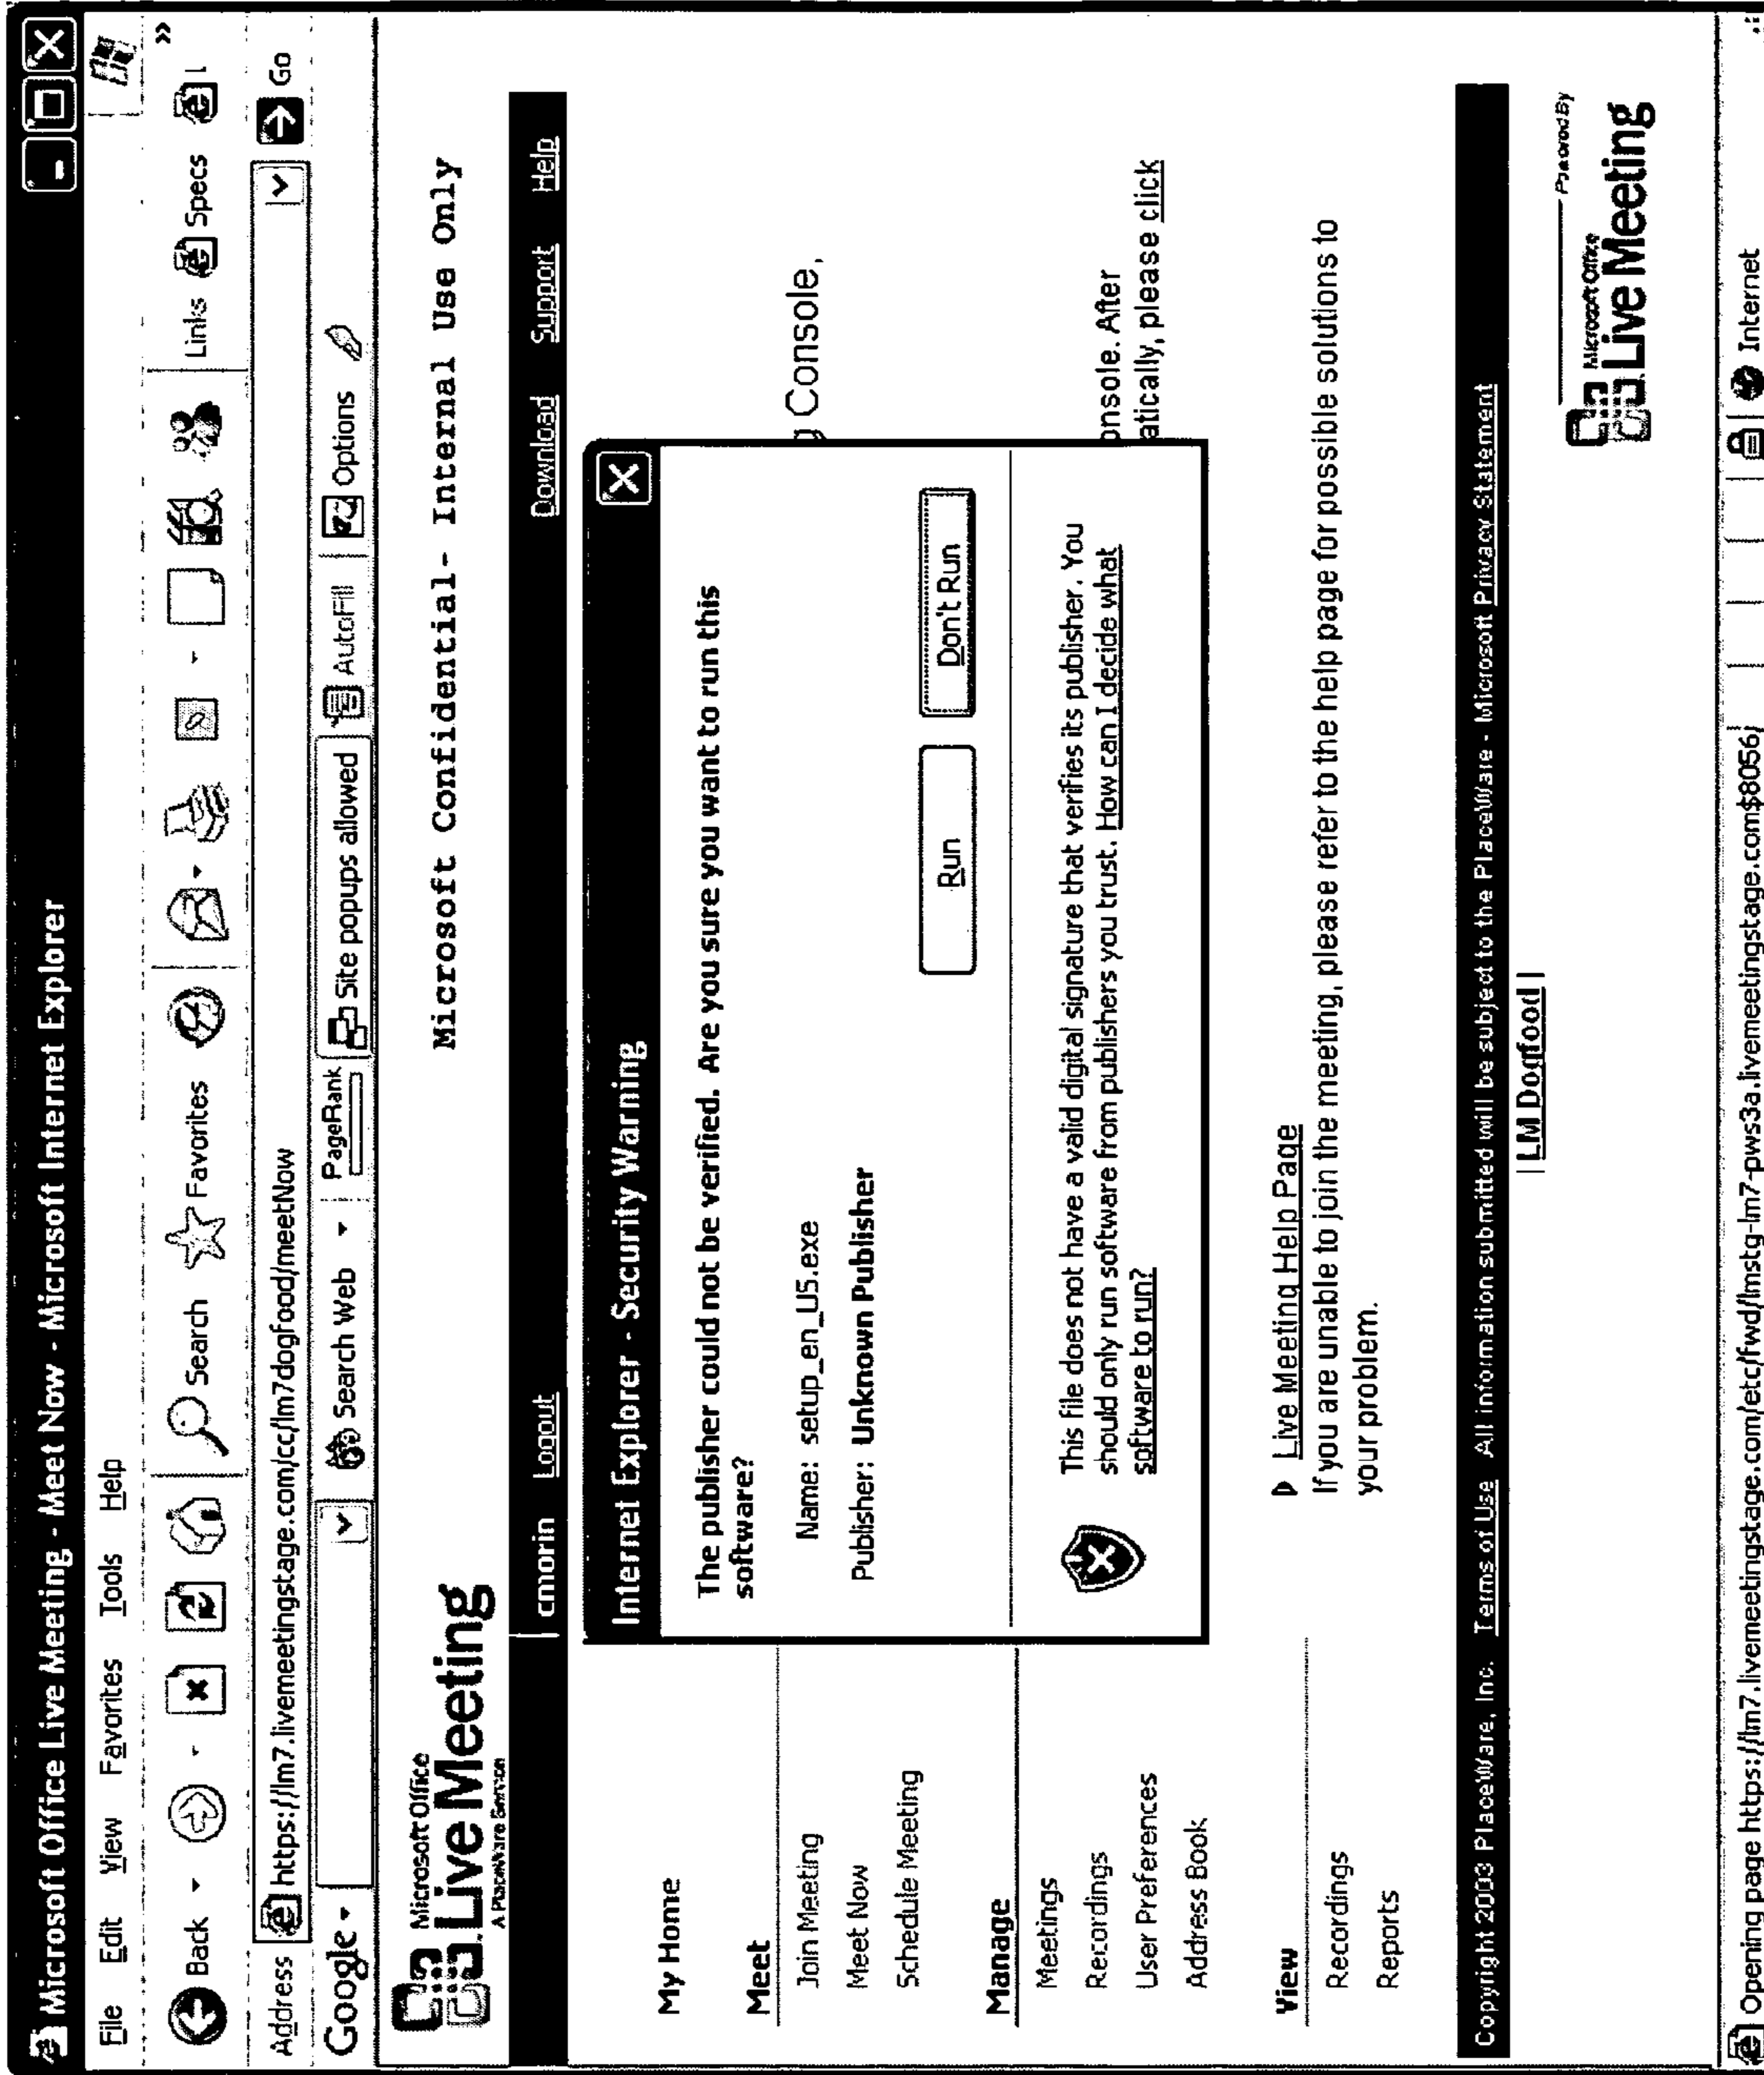 Microsoft Office Live Meeting - Meet Now - Microsoft Internet Explorer
File Edit View Favorites Tools Help
Back Search Favorites Links Specs
Address https://lm7.livemeetingstage.com/cc/lm7dogfood/meetNow Go
Google Search Web PageRank Site popups allowed AutoFill Options
Microsoft Office
Live Meeting
A PlaceWare Service
Microsoft Confidential- Internal Use Only
cmorin Logout Download Support Help
My Home
Meet
Join Meeting
Meet Now
Schedule Meeting
Manage
Meetings
Recordings
User Preferences
Address Book
View
Recordings
Reports
Console,
Internet Explorer - Security Warning
The publisher could not be verified. Are you sure you want to run this
software?
Name: setup_en_US.exe
Publisher: Unknown Publisher
Run Don't Run
This file does not have a valid digital signature that verifies its publisher. You
should only run software from publishers you trust. How can I decide what
software to run?
onsole. After
atically, please click
Live Meeting Help Page
If you are unable to join the meeting, please refer to the help page for possible solutions to
your problem.
Copyright 2003 PlaceWare, Inc. Terms of Use All information submitted will be subject to the PlaceWare - Microsoft Privacy Statement
| LM Dogfood |
Powered By
Microsoft Office
Live Meeting
Opening page https://lm7.livemeetingstage.com/etc/fwd/lmstg-lm7-pws3a.livemeetingstage.com$8056/ Internet